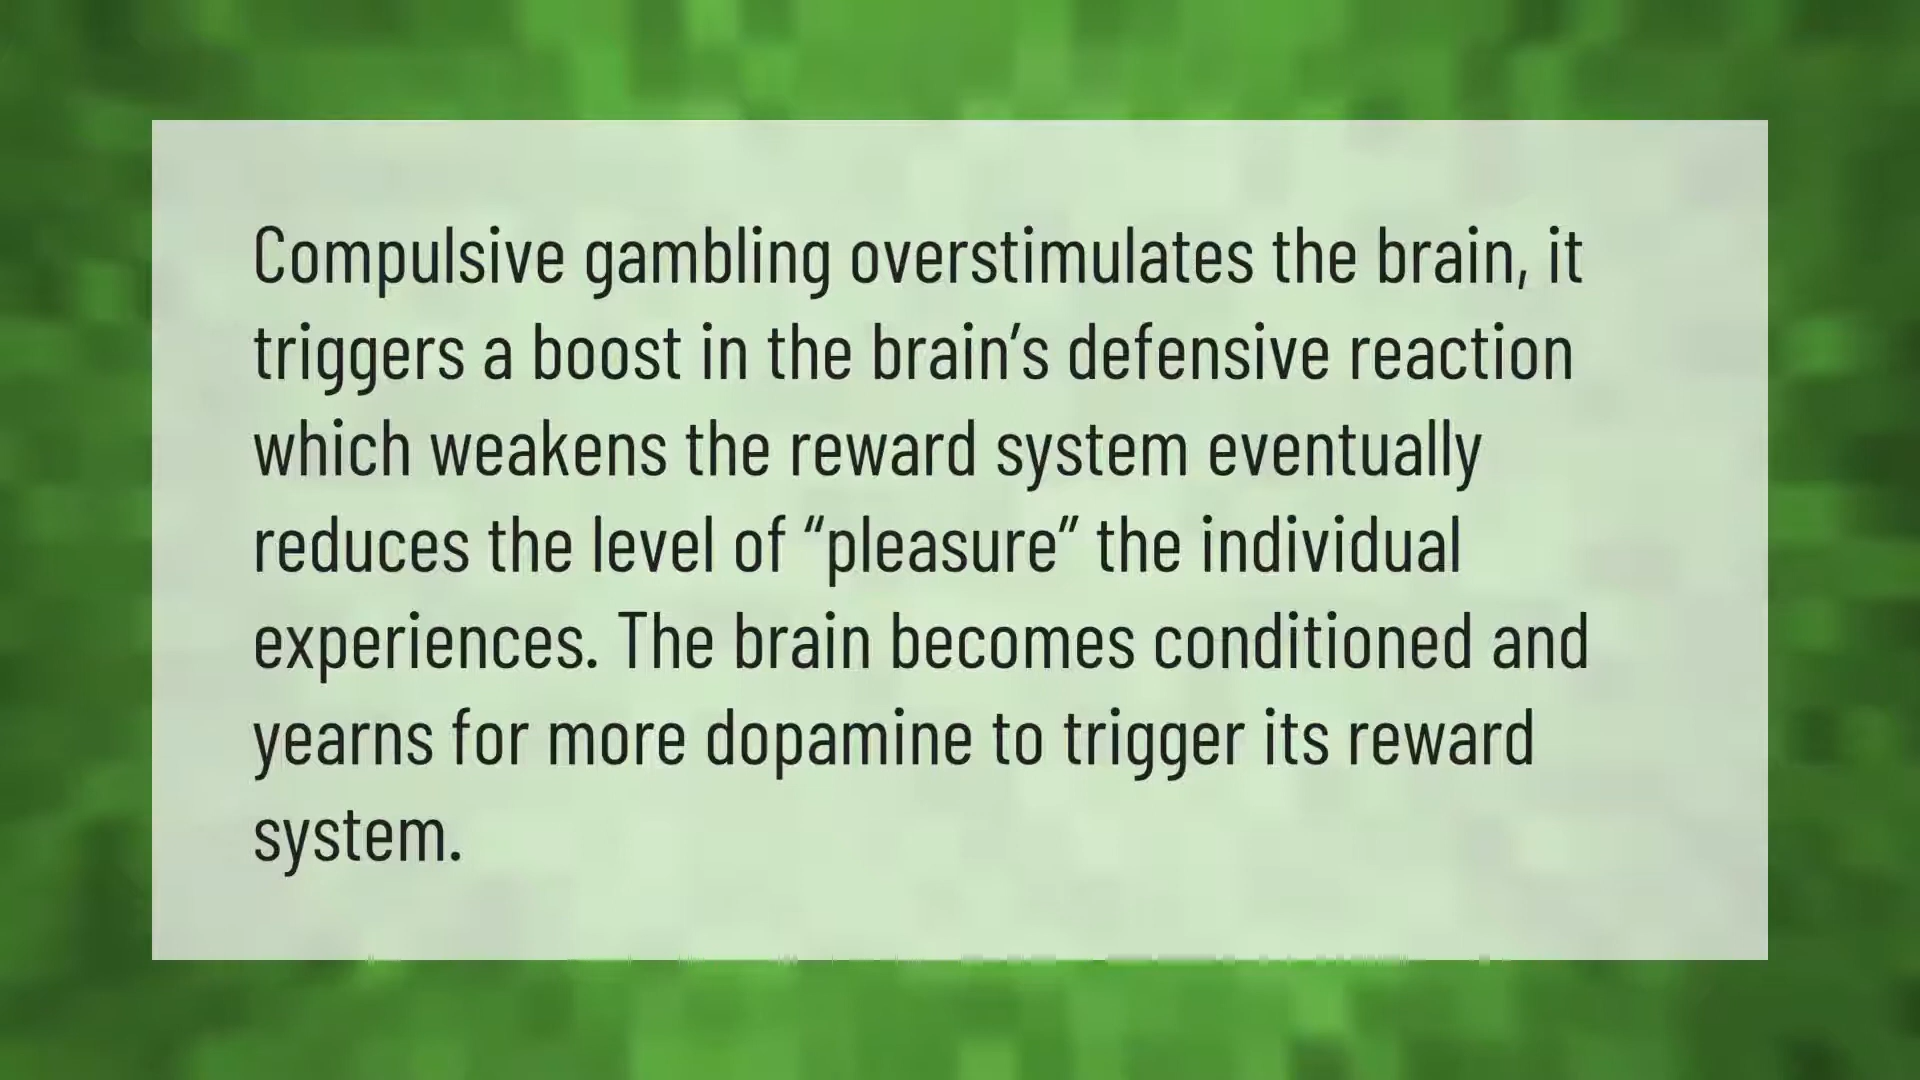 Compulsive gambling overstimulates the brain, it
triggers a boost in the brain’s defensive reaction
which weakens the reward system eventually
reduces the level of “pleasure” the individual
experiences. The brain becomes conditioned and
yearns for more dopamine to trigger its reward
system.